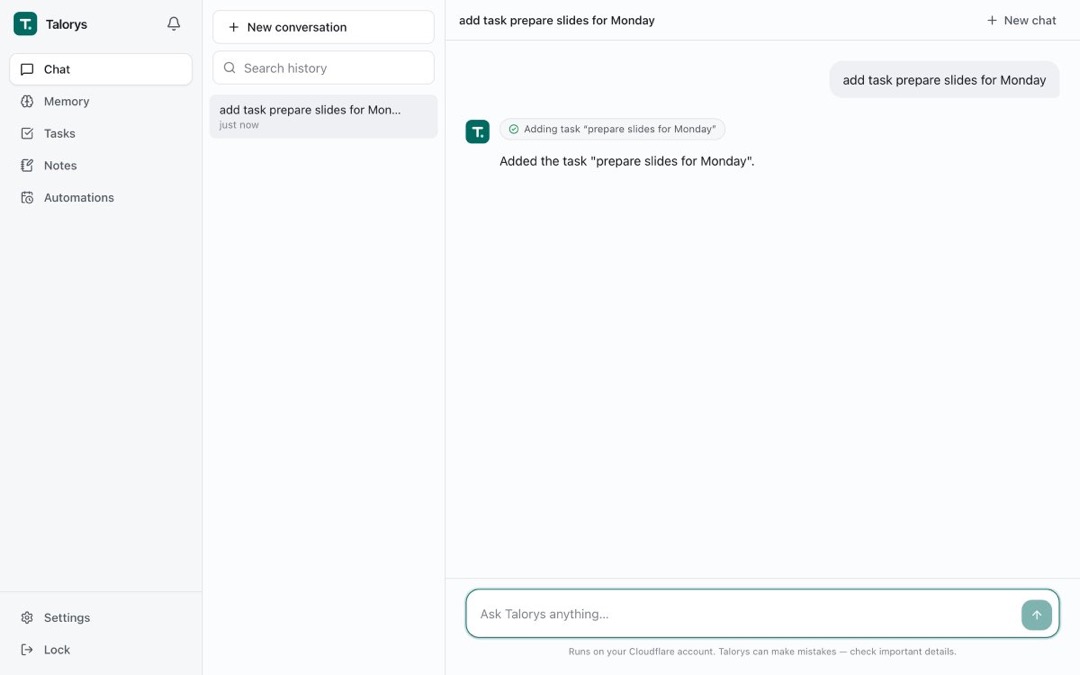 T. Talorys
Chat
Memory
Tasks
Notes
Automations
Settings
Lock
New conversation
Search history
add task prepare slides for Mon...
just now
add task prepare slides for Monday
New chat
add task prepare slides for Monday
T.
Adding task “prepare slides for Monday”
Added the task "prepare slides for Monday".
Ask Talorys anything...
Runs on your Cloudflare account. Talorys can make mistakes — check important details.